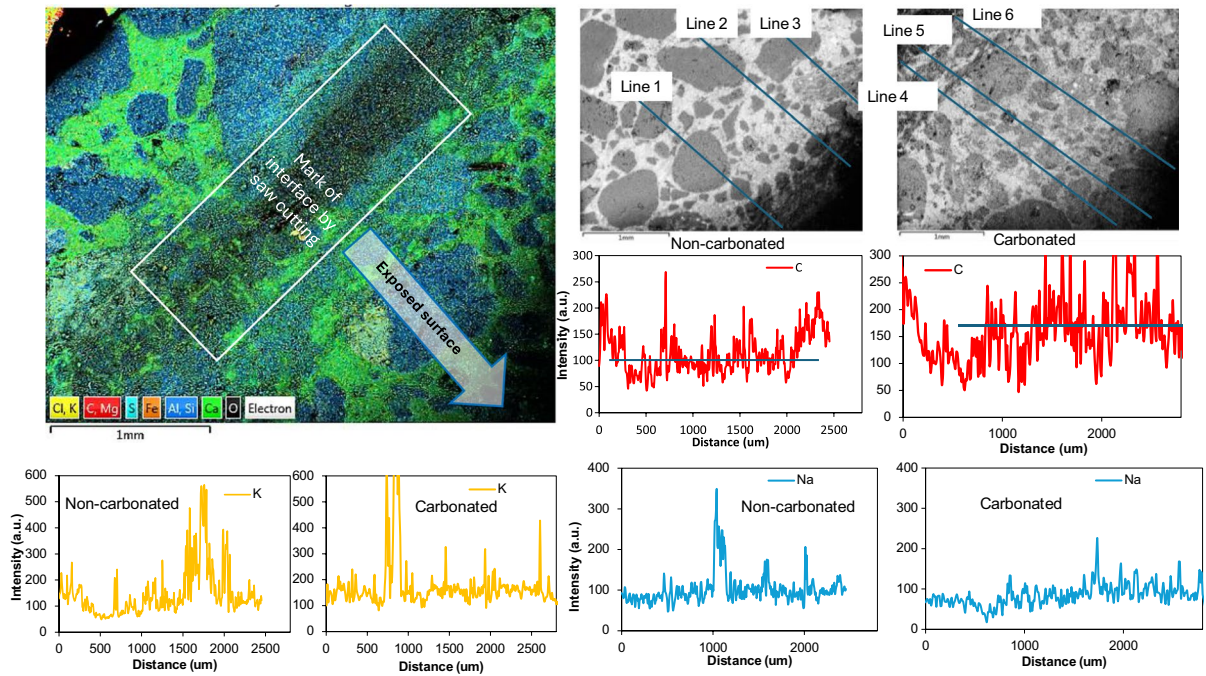 Mark of
interface by
saw cutting
Exposed surface
Cl, K
C, Mg
S
Fe
Al, Si
Ca
O
Electron
1mm
Line 1
Line 2
Line 3
1mm
Non-carbonated
Line 4
Line 5
Line 6
1mm
Carbonated
C
Intensity (a.u.)
300
250
200
150
100
50
0
0 500 1000 1500 2000 2500
Distance (um)
C
300
250
200
150
100
50
0
0 1000 2000
Distance (um)
Non-carbonated
K
Intensity (a.u.)
600
500
400
300
200
100
0
0 500 1000 1500 2000 2500
Distance (um)
Carbonated
K
600
500
400
300
200
100
0
0 500 1000 1500 2000 2500
Distance (um)
Na
Non-carbonated
Intensity (a.u.)
400
300
200
100
0
0 1000 2000
Distance (um)
Na
Carbonated
400
300
200
100
0
0 1000 2000
Distance (um)